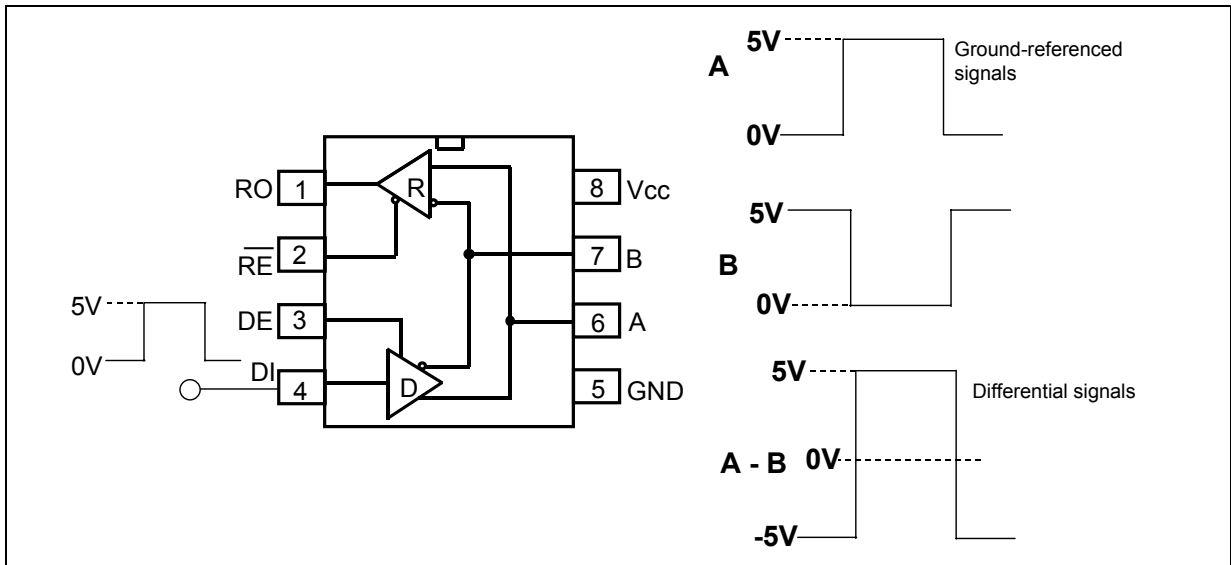 RO 1
RE 2
DE 3
DI 4
R
D
8 Vcc
7 B
6 A
5 GND
5V
0V
A
5V
0V
Ground-referenced
signals
B
5V
0V
A - B
5V
0V
-5V
Differential signals